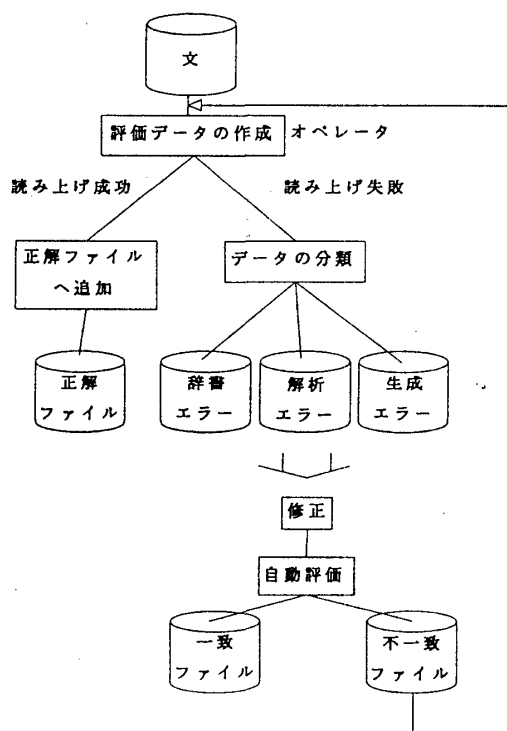 文
評価データの作成 オペレータ
読み上げ成功 読み上げ失敗
正解ファイル
へ追加
データの分類
正解
ファイル
辞書
エラー
解析
エラー
生成
エラー
修正
自動評価
一致
ファイル
不一致
ファイル